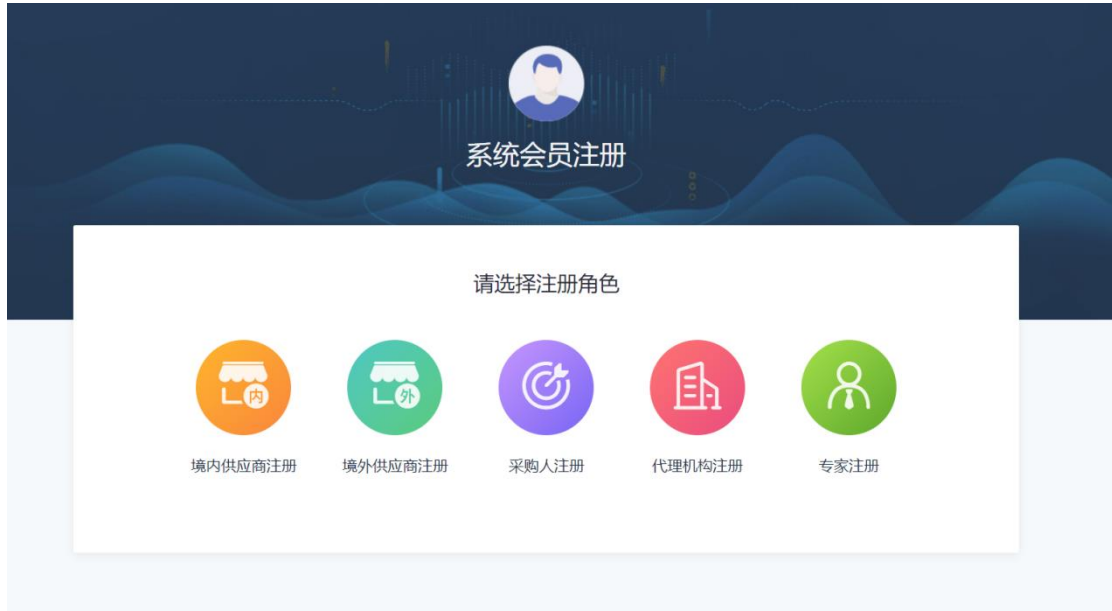 系统会员注册
请选择注册角色
内
外
境内供应商注册
境外供应商注册
采购人注册
代理机构注册
专家注册